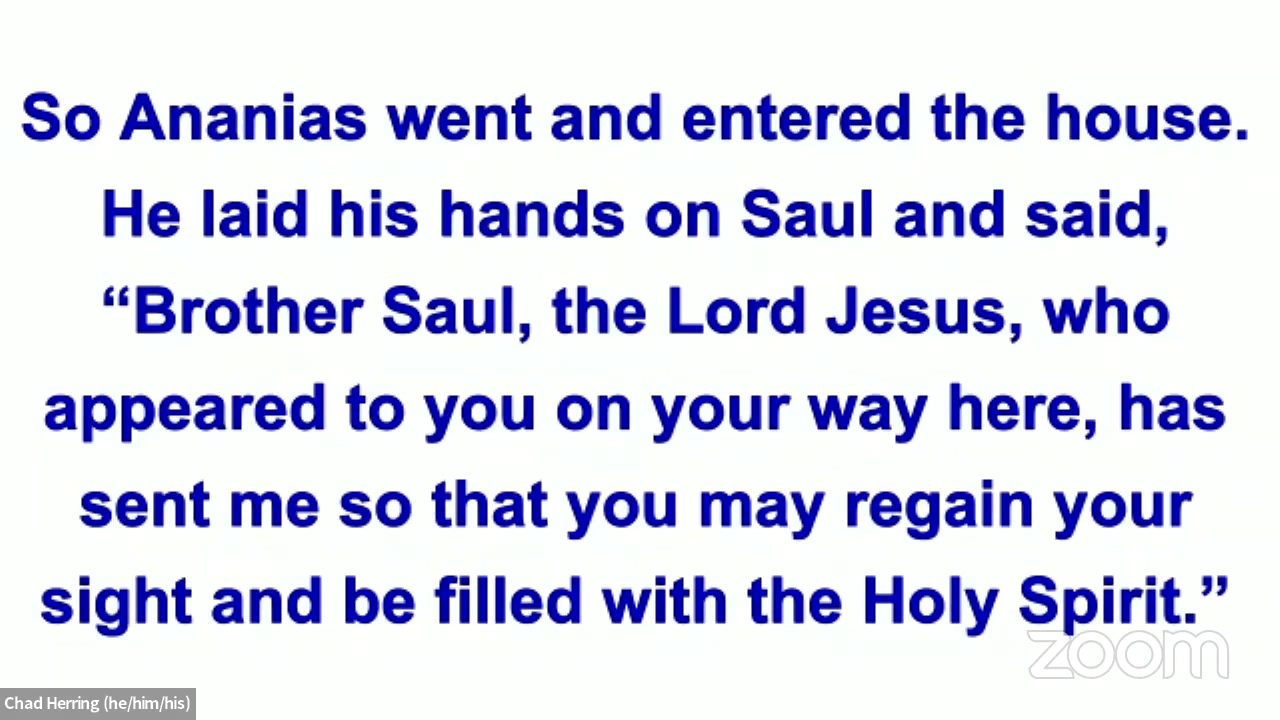 So Ananias went and entered the house.
He laid his hands on Saul and said,
“Brother Saul, the Lord Jesus, who
appeared to you on your way here, has
sent me so that you may regain your
sight and be filled with the Holy Spirit.”
zoom
Chad Herring (he/him/his)